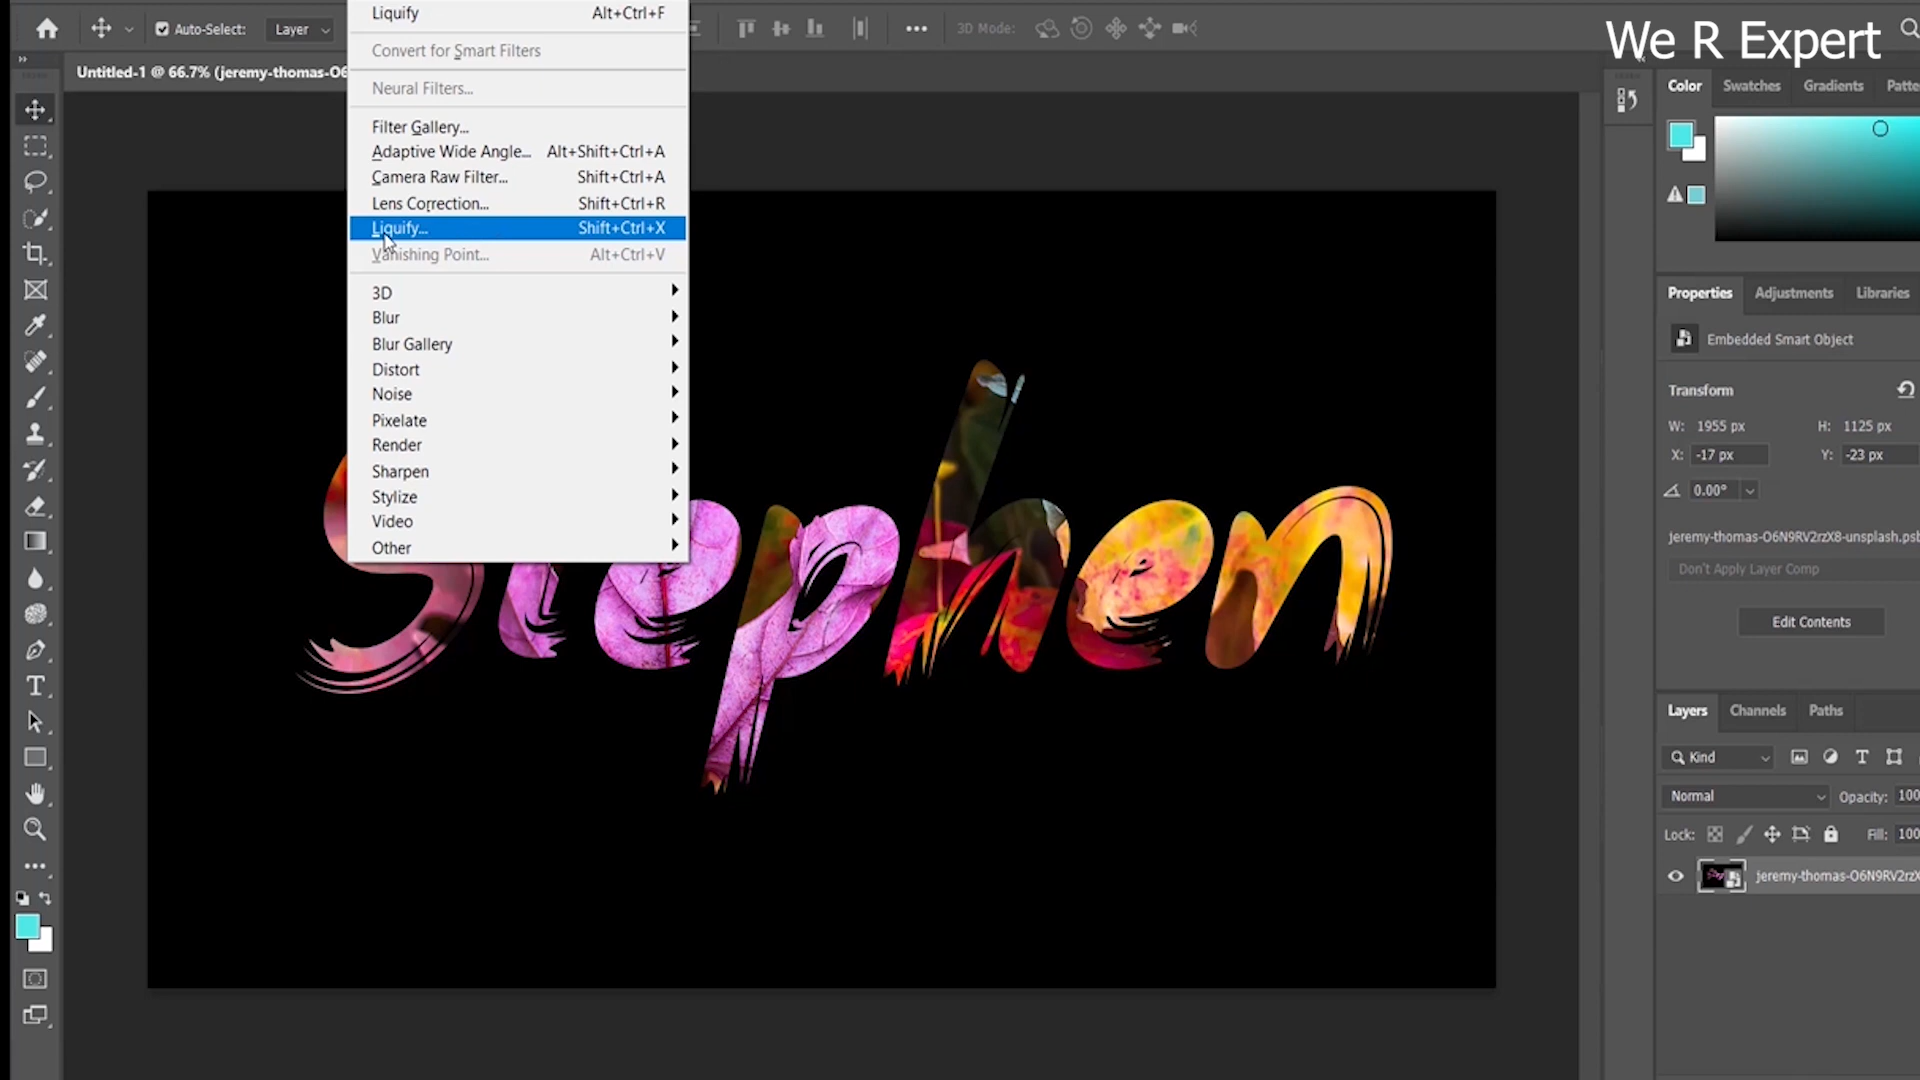 Liquify Alt+Ctrl+F
We R Expert
Auto-Select: Layer
3D Mode:
Untitled-1 @ 66.7% (jeremy-thomas-O6
Convert for Smart Filters
Neural Filters...
Filter Gallery...
Adaptive Wide Angle... Alt+Shift+Ctrl+A
Camera Raw Filter... Shift+Ctrl+A
Lens Correction... Shift+Ctrl+R
Liquify... Shift+Ctrl+X
Vanishing Point... Alt+Ctrl+V
3D
Blur
Blur Gallery
Distort
Noise
Pixelate
Render
Sharpen
Stylize
Video
Other
Stephen
Color Swatches Gradients Patte
Properties Adjustments Libraries
Embedded Smart Object
Transform
W: 1955 px H: 1125 px
X: -17 px Y: -23 px
0.00°
jeremy-thomas-O6N9RV2rzX8-unsplash.psb
Don't Apply Layer Comp
Edit Contents
Layers Channels Paths
Kind
Normal Opacity: 100
Lock: Fill: 100
jeremy-thomas-O6N9RV2rzX